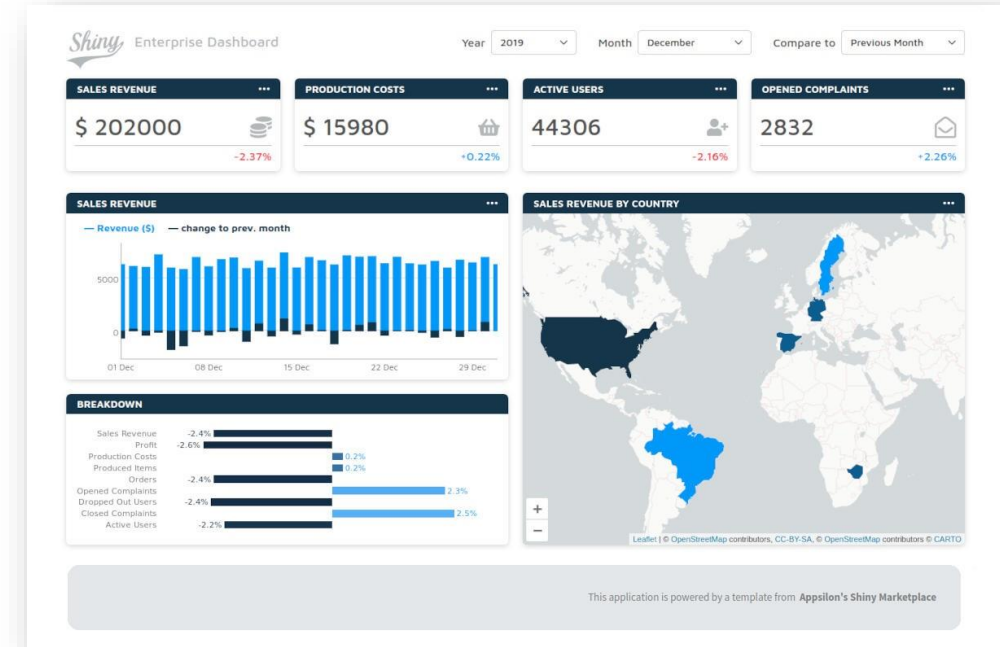 Shiny Enterprise Dashboard
Year 2019 Month December Compare to Previous Month
SALES REVENUE
$ 202000
-2.37%
PRODUCTION COSTS
$ 15980
+0.22%
ACTIVE USERS
44306
-2.16%
OPENED COMPLAINTS
2832
+2.26%
SALES REVENUE
Revenue ($) change to prev. month
5000
0
01 Dec 08 Dec 15 Dec 22 Dec 29 Dec
BREAKDOWN
Sales Revenue -2.4%
Profit -2.6%
Production Costs 0.2%
Produced Items 0.2%
Orders -2.4%
Opened Complaints 2.3%
Dropped Out Users -2.4%
Closed Complaints 2.5%
Active Users -2.2%
SALES REVENUE BY COUNTRY
+
−
Leaflet | © OpenStreetMap contributors, CC-BY-SA, © OpenStreetMap contributors © CARTO
This application is powered by a template from Appsilon's Shiny Marketplace